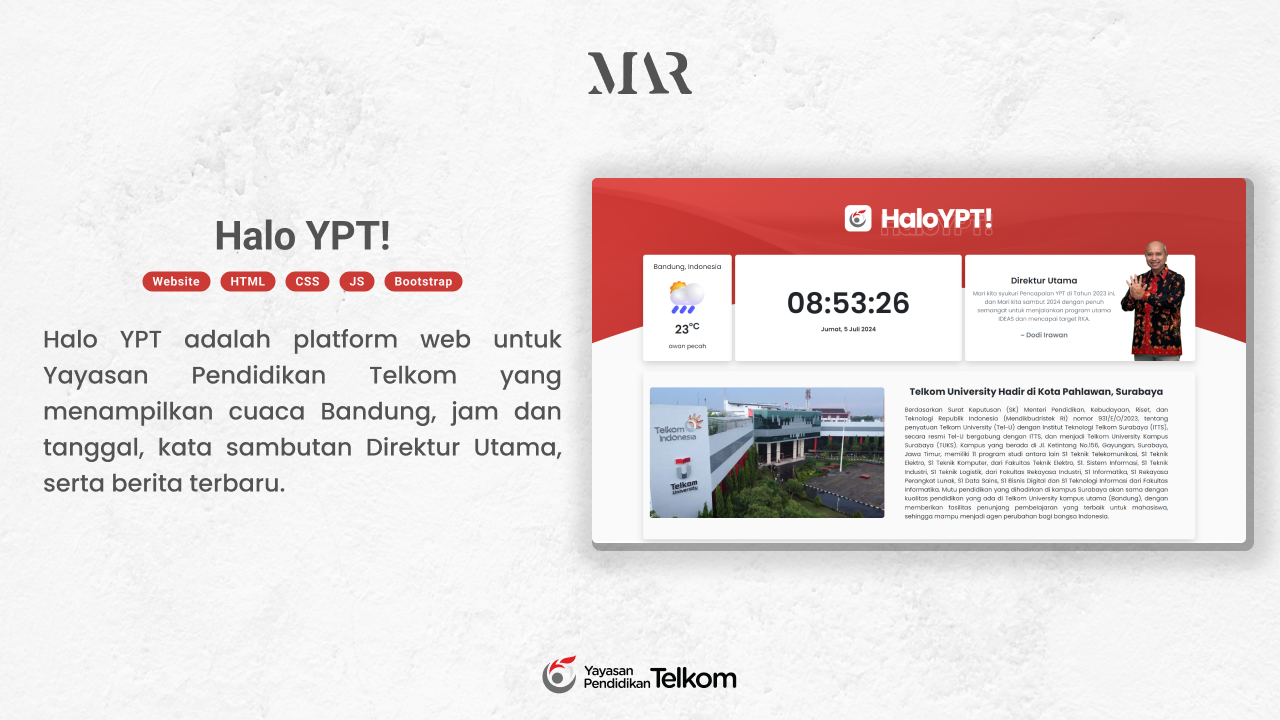 MAR
Halo YPT!
Website
HTML
CSS
JS
Bootstrap
Halo YPT adalah platform web untuk
Yayasan Pendidikan Telkom yang
menampilkan cuaca Bandung, jam dan
tanggal, kata sambutan Direktur Utama,
serta berita terbaru.
HaloYPT!
Bandung, Indonesia
23°C
awan pecah
08:53:26
Jumat, 5 Juli 2024
Direktur Utama
Mari kita syukuri Pencapaian YPT di Tahun 2023 ini,
dan Mari kita sambut 2024 dengan penuh
semangat untuk menjalankan program utama
IDEAS dan mencapai target RKA.
~ Dodi Irawan
Telkom
Indonesia
Telkom
University
Telkom University Hadir di Kota Pahlawan, Surabaya
Berdasarkan Surat Keputusan (SK) Menteri Pendidikan, Kebudayaan, Riset, dan
Teknologi Republik Indonesia (Mendikbudristek RI) nomor 931/E/O/2023, tentang
penyatuan Telkom University (Tel-U) dengan Institut Teknologi Telkom Surabaya (ITTS),
secara resmi Tel-U bergabung dengan ITTS, dan menjadi Telkom University Kampus
Surabaya (TUKS). Kampus yang berada di Jl. Ketintang No.156, Gayungan, Surabaya,
Jawa Timur, memiliki 11 program studi antara lain S1 Teknik Telekomunikasi, S1 Teknik
Elektro, S1 Teknik Komputer, dari Fakultas Teknik Elektro, S1. Sistem Informasi, S1 Teknik
Industri, S1 Teknik Logistik, dari Fakultas Rekayasa Industri, S1 Informatika, S1 Rekayasa
Perangkat Lunak, S1 Data Sains, S1 Bisnis Digital dan S1 Teknologi Informasi dari Fakultas
Informatika. Mutu pendidikan yang dihadirkan di kampus Surabaya akan sama dengan
kualitas pendidikan yang ada di Telkom University kampus utama (Bandung), dengan
memberikan fasilitas penunjang pembelajaran yang terbaik untuk mahasiswa,
sehingga mampu menjadi agen perubahan bagi bangsa Indonesia.
Yayasan
Pendidikan Telkom